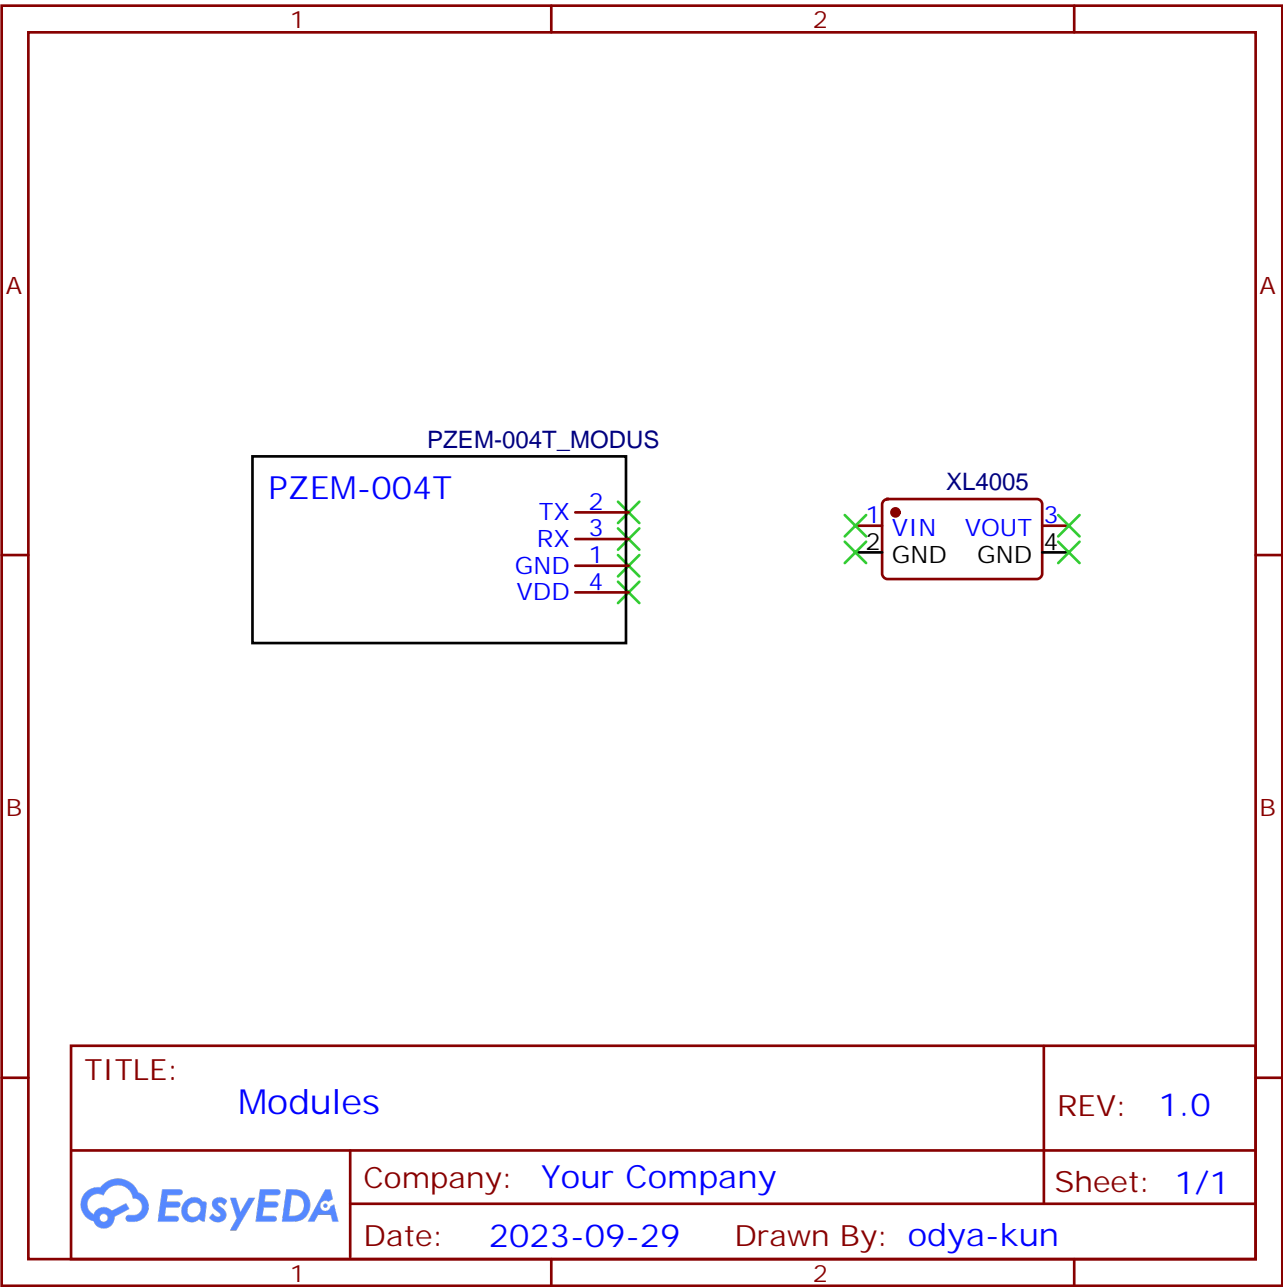 1 2
A A
PZEM-004T_MODUS
PZEM-004T
TX 2
RX 3
GND 1
VDD 4
XL4005
1 VIN VOUT 3
2 GND GND 4
B B
TITLE:
Modules
REV: 1.0
EasyEDA
Company: Your Company
Sheet: 1/1
Date: 2023-09-29 Drawn By: odya-kun
1 2